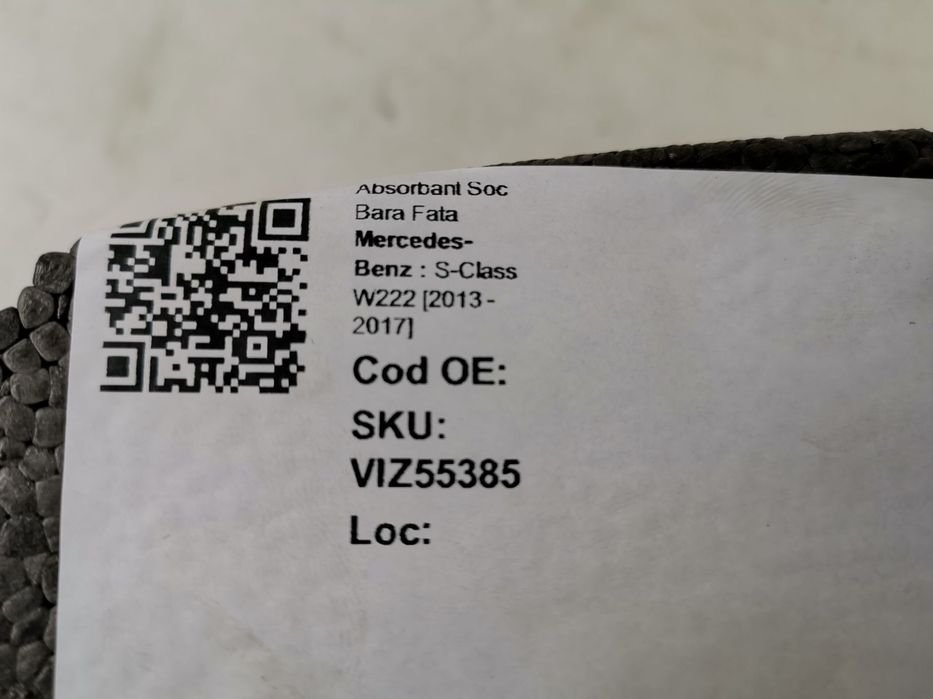 Absorbant Soc
Bara Fata
Mercedes-
Benz : S-Class
W222 [2013 -
2017]
Cod OE:
SKU:
VIZ55385
Loc: